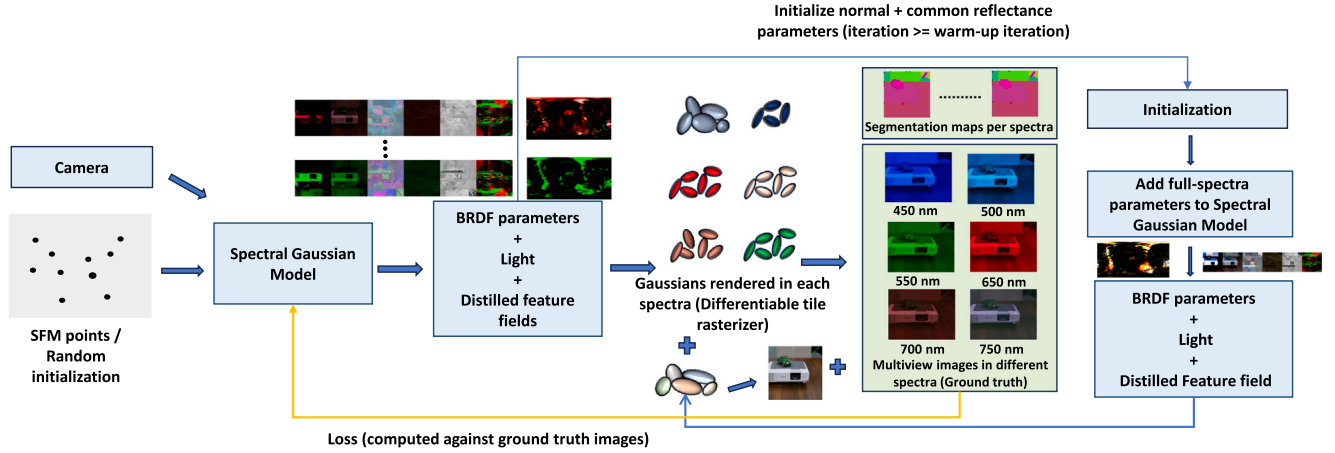 Initialize normal + common reflectance
parameters (iteration >= warm-up iteration)
Camera
SFM points /
Random
initialization
Spectral Gaussian
Model
BRDF parameters
+
Light
+
Distilled feature
fields
Gaussians rendered in each
spectra (Differentiable tile
rasterizer)
Segmentation maps per spectra
450 nm
500 nm
550 nm
650 nm
700 nm
750 nm
Multiview images in different
spectra (Ground truth)
Initialization
Add full-spectra
parameters to Spectral
Gaussian Model
BRDF parameters
+
Light
+
Distilled Feature field
Loss (computed against ground truth images)